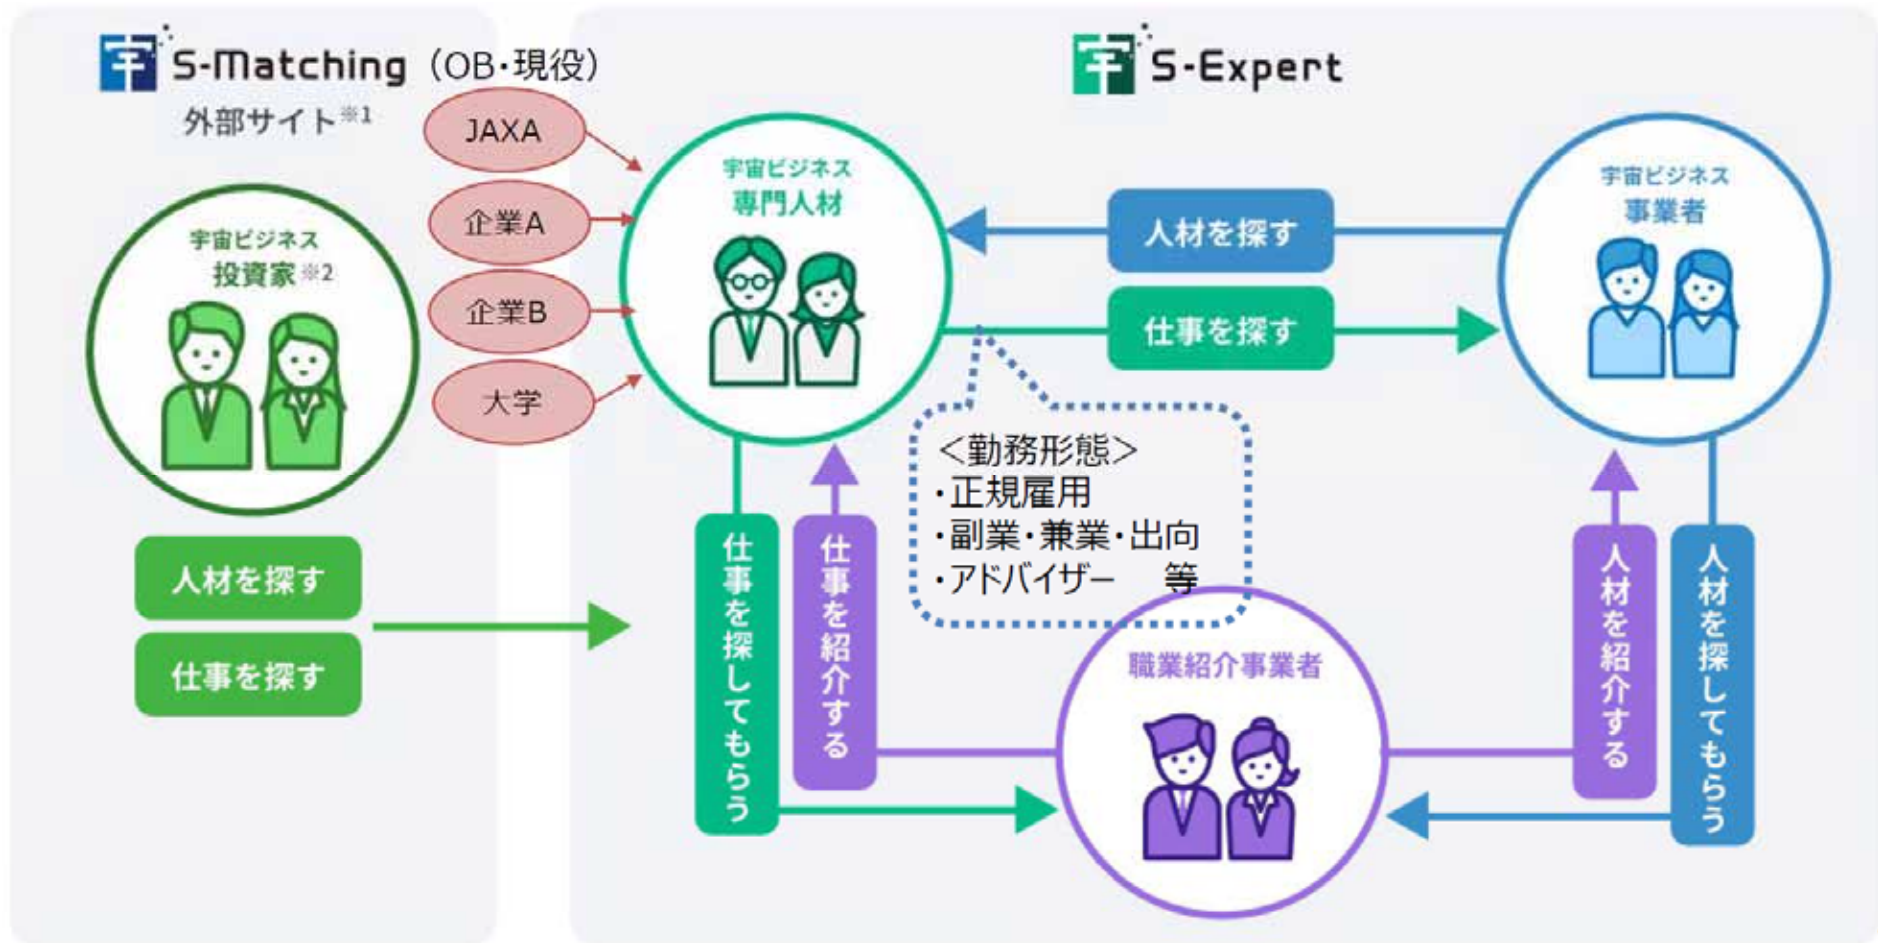 S-Matching
(OB・現役)
外部サイト※1
宇宙ビジネス
投資家※2
人材を探す
仕事を探す
JAXA
企業A
企業B
大学
S-Expert
宇宙ビジネス
専門人材
人材を探す
仕事を探す
宇宙ビジネス
事業者
＜勤務形態＞
・正規雇用
・副業・兼業・出向
・アドバイザー　等
仕事を探してもらう
仕事を紹介する
職業紹介事業者
人材を紹介する
人材を探してもらう